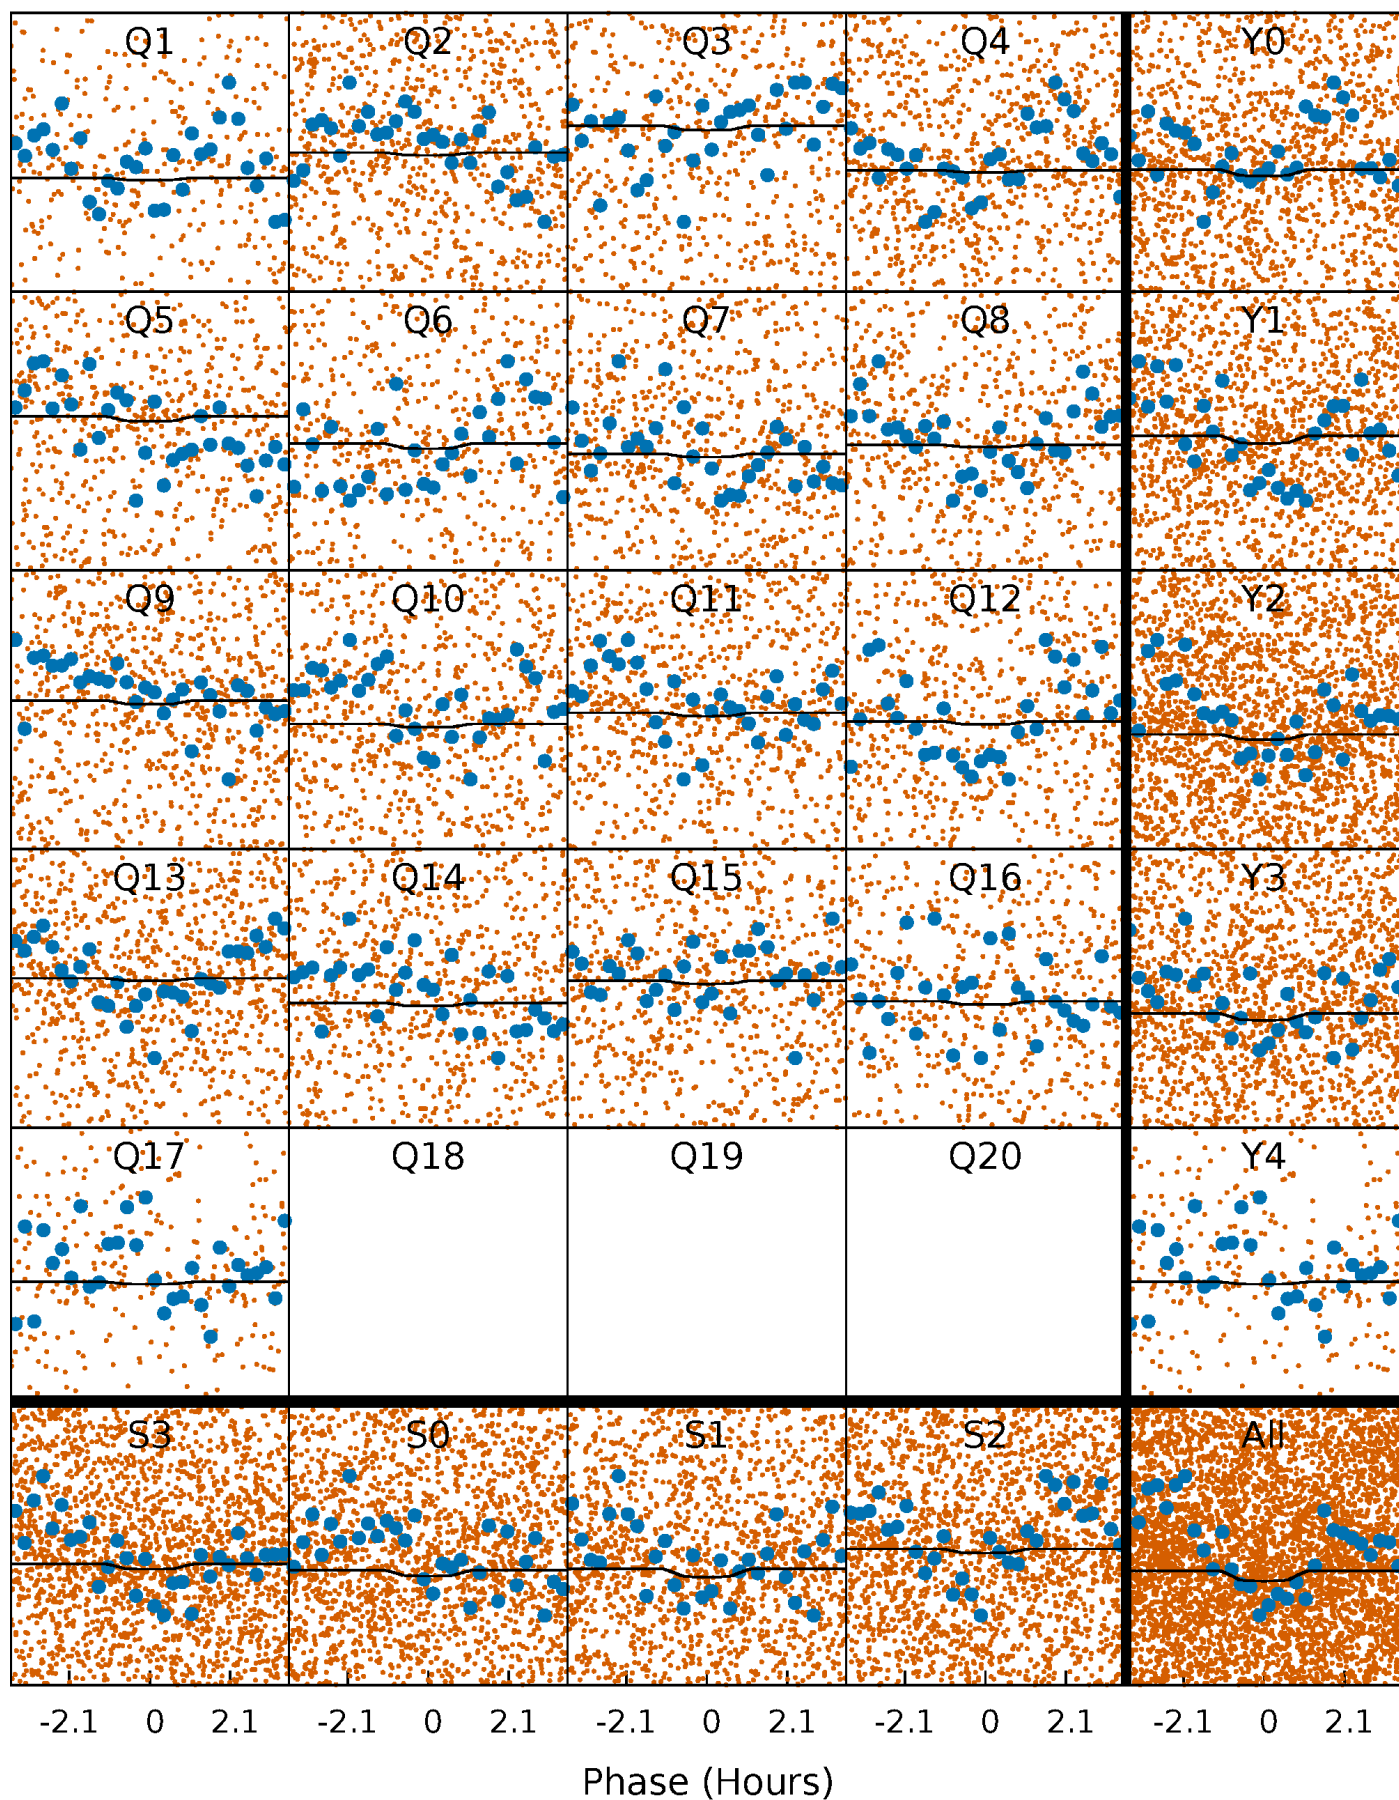 Q1 Q2 Q3 Q4 Y0
Q5 Q6 Q7 Q8 Y1
Q9 Q10 Q11 Q12 Y2
Q13 Q14 Q15 Q16 Y3
Q17 Q18 Q19 Q20 Y4
S3 S0 S1 S2 All
-2.1 0 2.1 -2.1 0 2.1 -2.1 0 2.1 -2.1 0 2.1 -2.1 0 2.1
Phase (Hours)